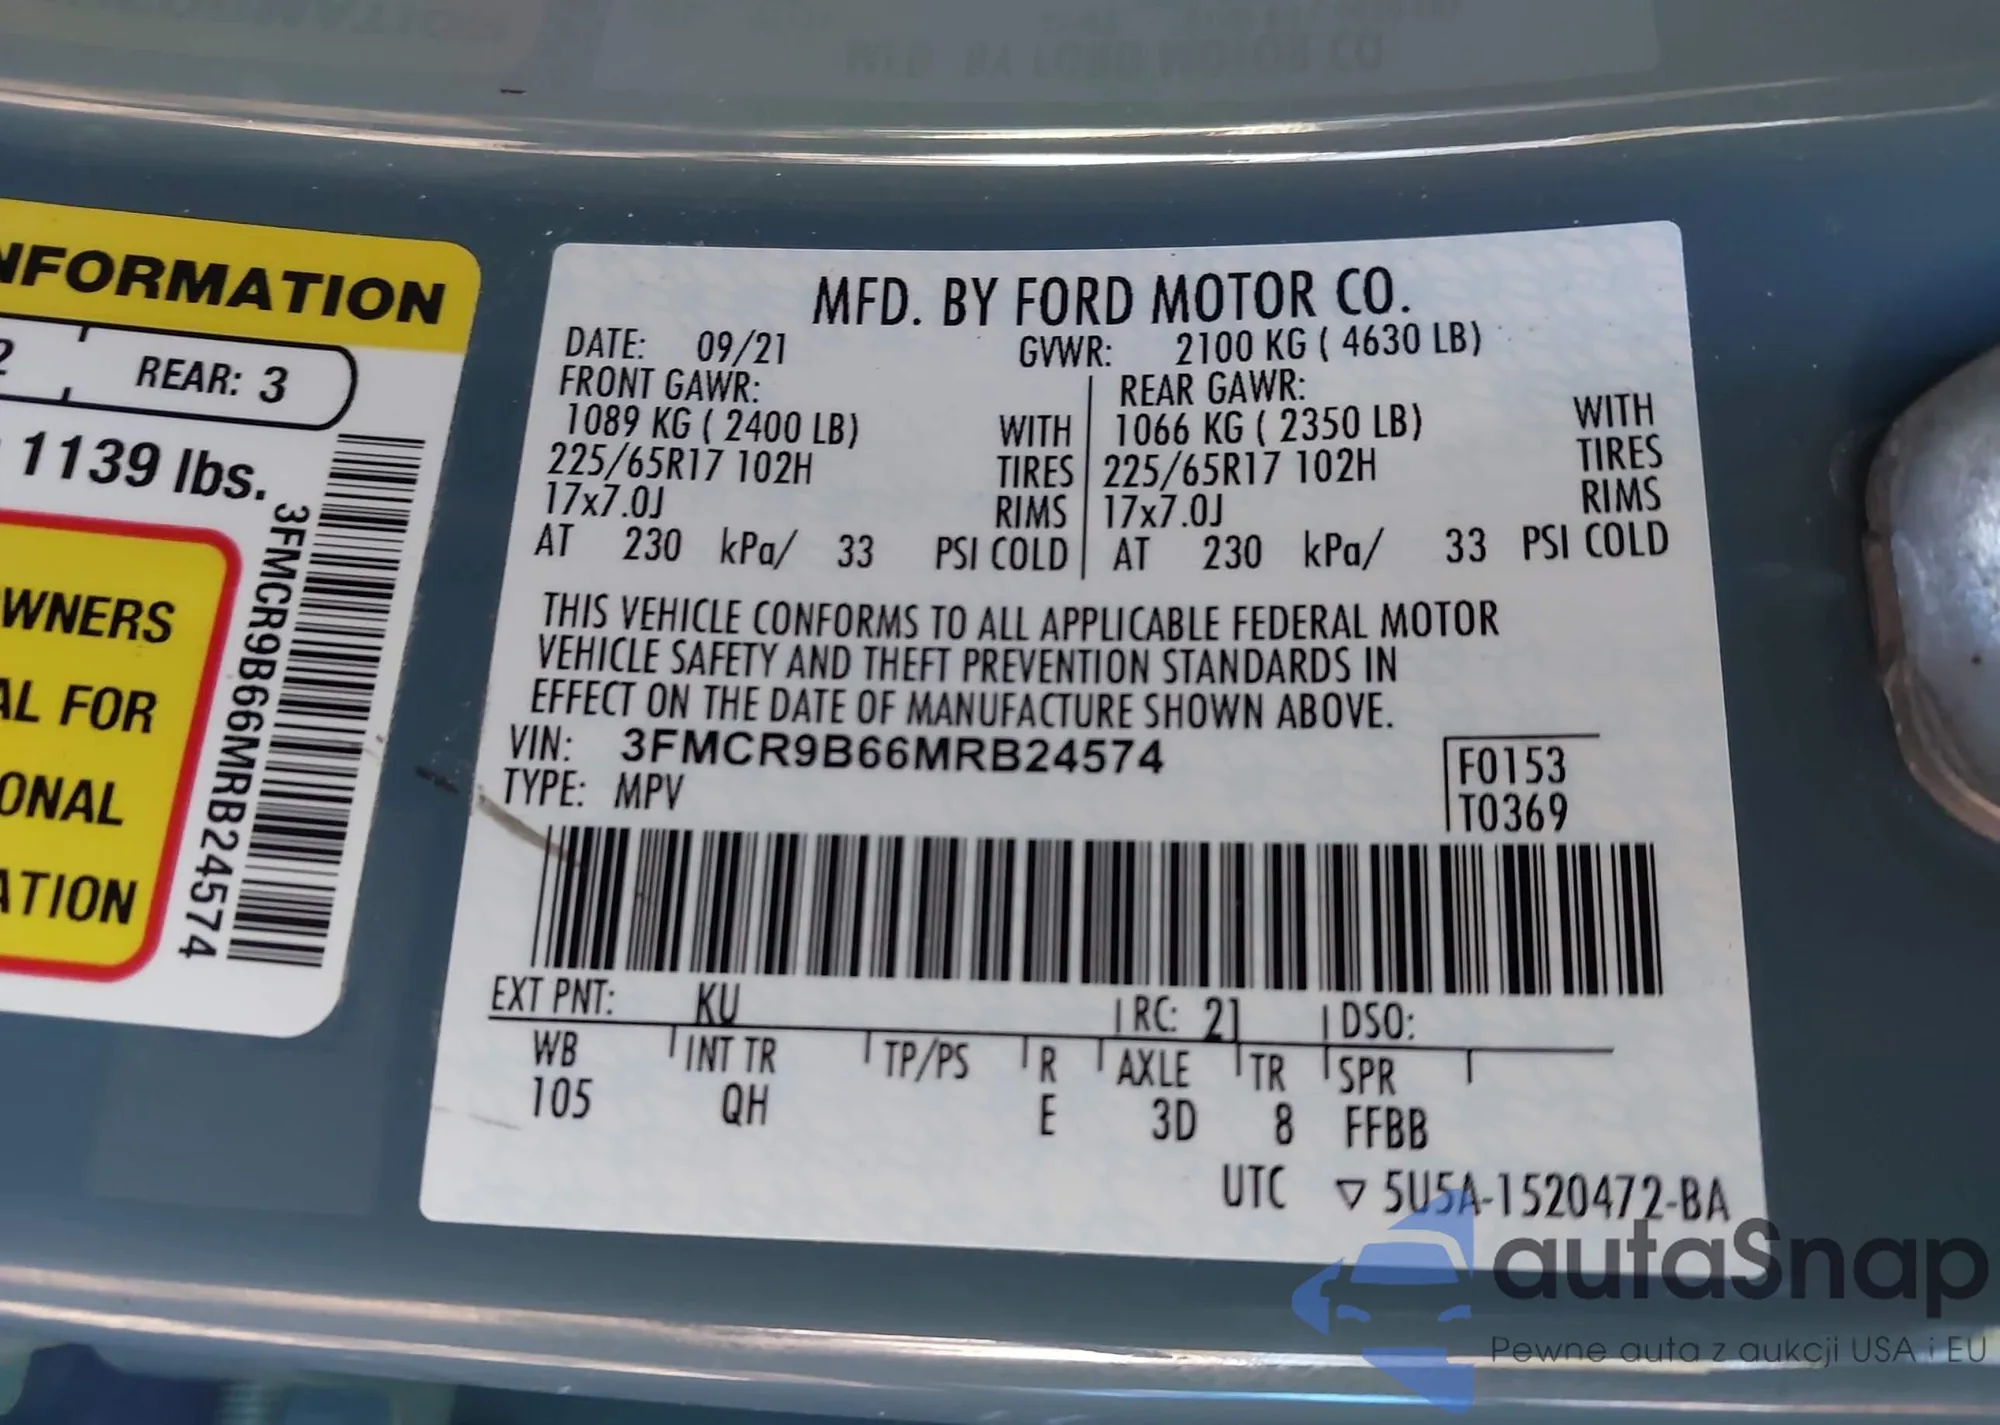 NFORMATION
REAR: 3
1139 lbs.
WNERS
AL FOR
ONAL
ATION
3FMCR9B66MRB24574
MFD. BY FORD MOTOR CO.
DATE: 09/21 GVWR: 2100 KG ( 4630 LB)
FRONT GAWR: REAR GAWR:
1089 KG ( 2400 LB) WITH 1066 KG ( 2350 LB) WITH
225/65R17 102H TIRES 225/65R17 102H TIRES
17x7.0J RIMS 17x7.0J RIMS
AT 230 kPa/ 33 PSI COLD AT 230 kPa/ 33 PSI COLD
THIS VEHICLE CONFORMS TO ALL APPLICABLE FEDERAL MOTOR
VEHICLE SAFETY AND THEFT PREVENTION STANDARDS IN
EFFECT ON THE DATE OF MANUFACTURE SHOWN ABOVE.
VIN: 3FMCR9B66MRB24574
TYPE: MPV
F0153
T0369
EXT PNT: KU RC: 21 DSO:
WB INT TR TP/PS R AXLE TR SPR
105 QH E 3D 8 FFBB
UTC ▽ 5U5A-1520472-BA
autaSnap
Pewne auta z aukcji USA i EU